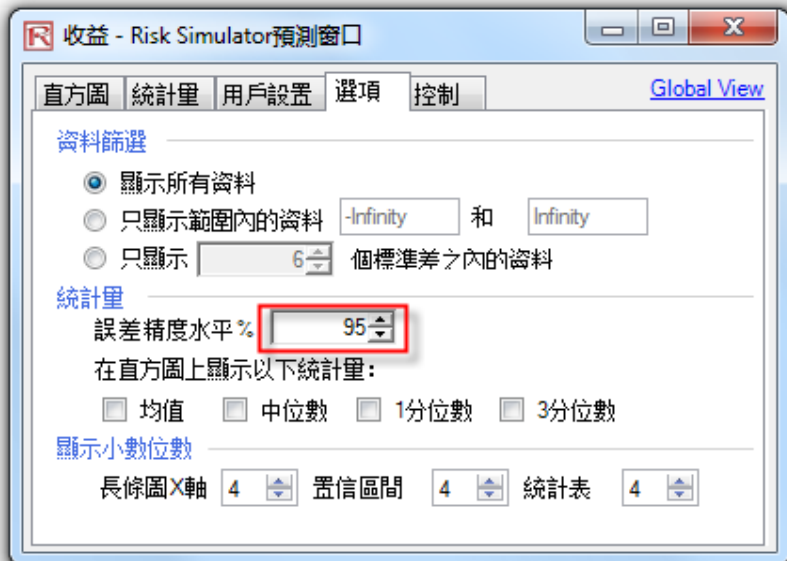 收益 - Risk Simulator預測窗口
直方圖 統計量 用戶設置 選項 控制 Global View
資料篩選
顯示所有資料
只顯示範圍內的資料 -Infinity 和 Infinity
只顯示 6 個標準差之內的資料
統計量
誤差精度水平% 95
在直方圖上顯示以下統計量:
均值 中位數 1分位數 3分位數
顯示小數位數
長條圖X軸 4 置信區間 4 統計表 4